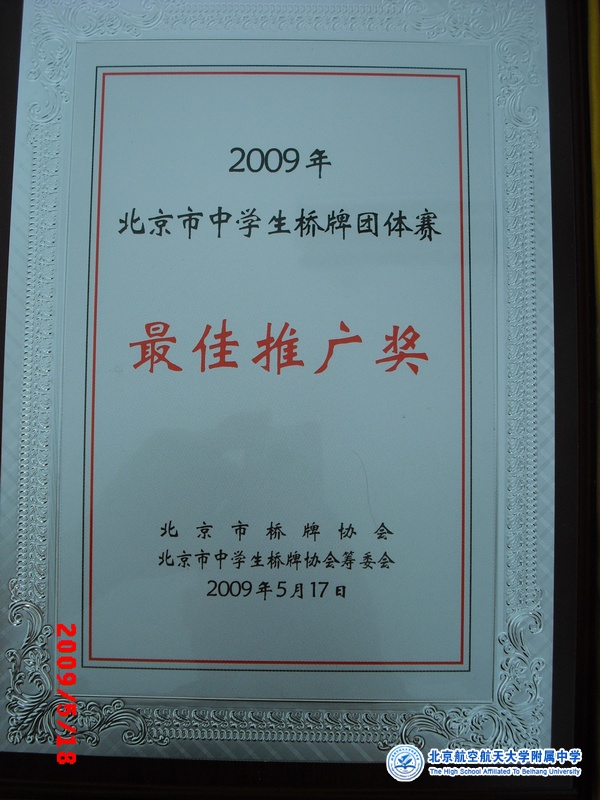 2009年
北京市中学生桥牌团体赛
最佳推广奖
北京市桥牌协会
北京市中学生桥牌协会筹委会
2009年5月17日
2009/5/18
北京航空航天大学附属中学
The High School Affiliated To Beihang University